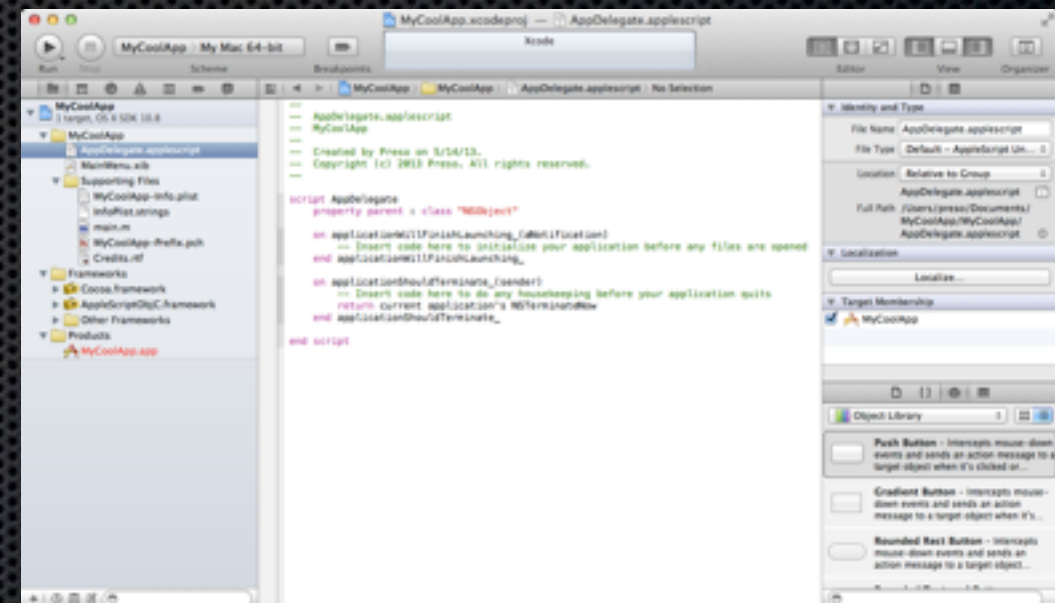 MyCoolApp.xcodeproj — AppDelegate.applescript
MyCoolApp My Mac 64-bit
Xcode
Run Stop Scheme Breakpoints Editor View Organizer
MyCoolApp MyCoolApp AppDelegate.applescript No Selection
MyCoolApp
1 target, OS X SDK 10.8
MyCoolApp
AppDelegate.applescript
MainMenu.xib
Supporting Files
MyCoolApp-Info.plist
InfoPlist.strings
main.m
MyCoolApp-Prefix.pch
Credits.rtf
Frameworks
Cocoa.framework
AppleScriptObjC.framework
Other Frameworks
Products
MyCoolApp.app
--
-- AppDelegate.applescript
-- MyCoolApp
--
-- Created by Preso on 5/14/13.
-- Copyright (c) 2013 Preso. All rights reserved.
--
script AppDelegate
property parent : class "NSObject"
on applicationWillFinishLaunching_(aNotification)
-- Insert code here to initialize your application before any files are opened
end applicationWillFinishLaunching_
on applicationShouldTerminate_(sender)
-- Insert code here to do any housekeeping before your application quits
return current application's NSTerminateNow
end applicationShouldTerminate_
end script
Identity and Type
File Name AppDelegate.applescript
File Type Default - AppleScript Un...
Location Relative to Group
AppDelegate.applescript
Full Path /Users/preso/Documents/
MyCoolApp/MyCoolApp/
AppDelegate.applescript
Localization
Localize...
Target Membership
MyCoolApp
Object Library
Push Button - Intercepts mouse-down
events and sends an action message to a
target object when it's clicked or...
Gradient Button - Intercepts mouse-
down events and sends an action
message to a target object when it's...
Rounded Rect Button - Intercepts
mouse-down events and sends an
action message to a target object...